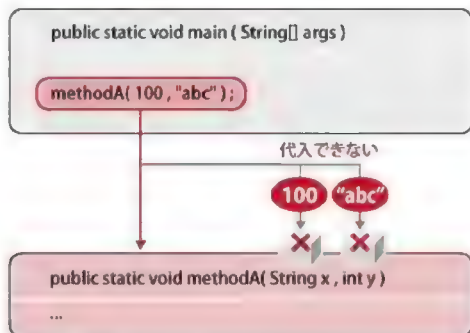 public static void main ( String[] args )
methodA( 100 , "abc" ) ;
代入できない
100 "abc"
public static void methodA( String x , int y )
...